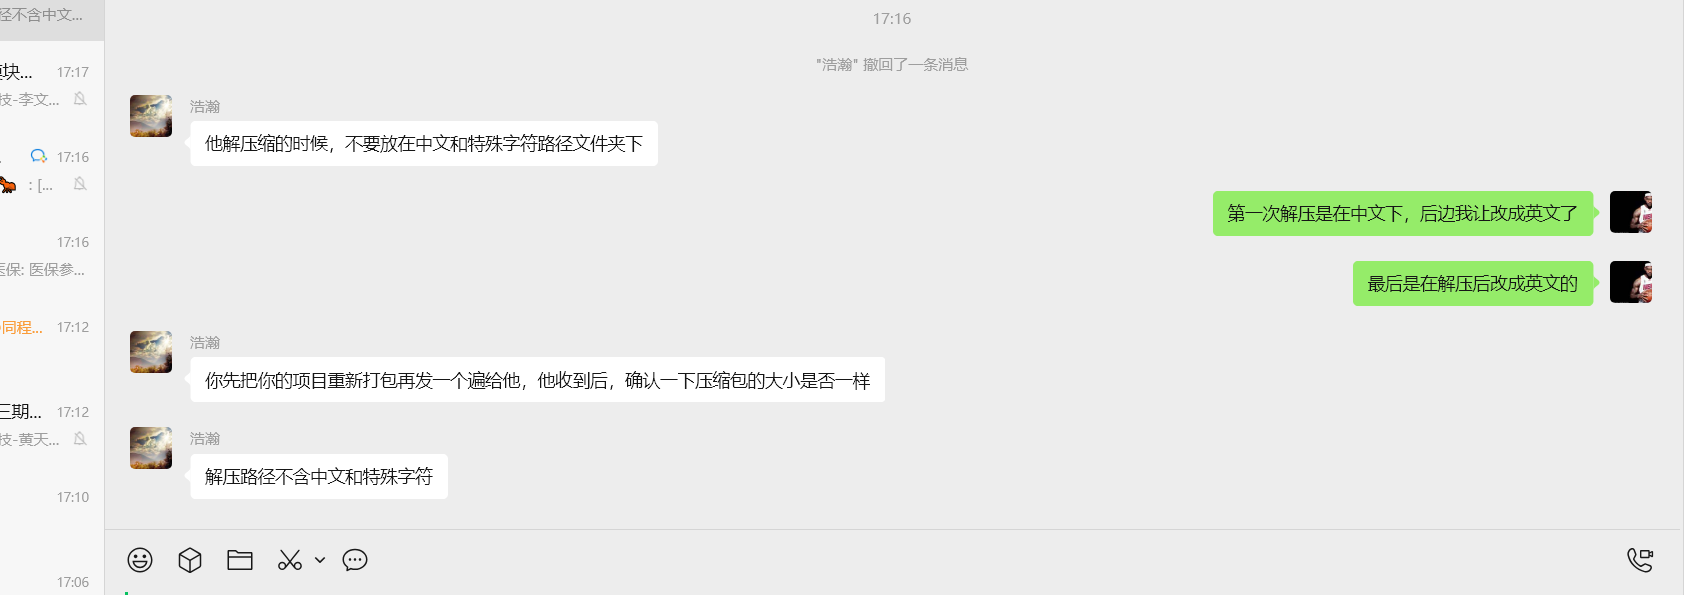 径不含中文...
块... 17:17
技-李文...
17:16
: [...
17:16
医保: 医保参...
同程... 17:12
三期... 17:12
技-黄天...
17:10
17:06
17:16
"浩瀚" 撤回了一条消息
浩瀚
他解压缩的时候，不要放在中文和特殊字符路径文件夹下
第一次解压是在中文下，后边我让改成英文了
最后是在解压后改成英文的
浩瀚
你先把你的项目重新打包再发一个遍给他，他收到后，确认一下压缩包的大小是否一样
浩瀚
解压路径不含中文和特殊字符